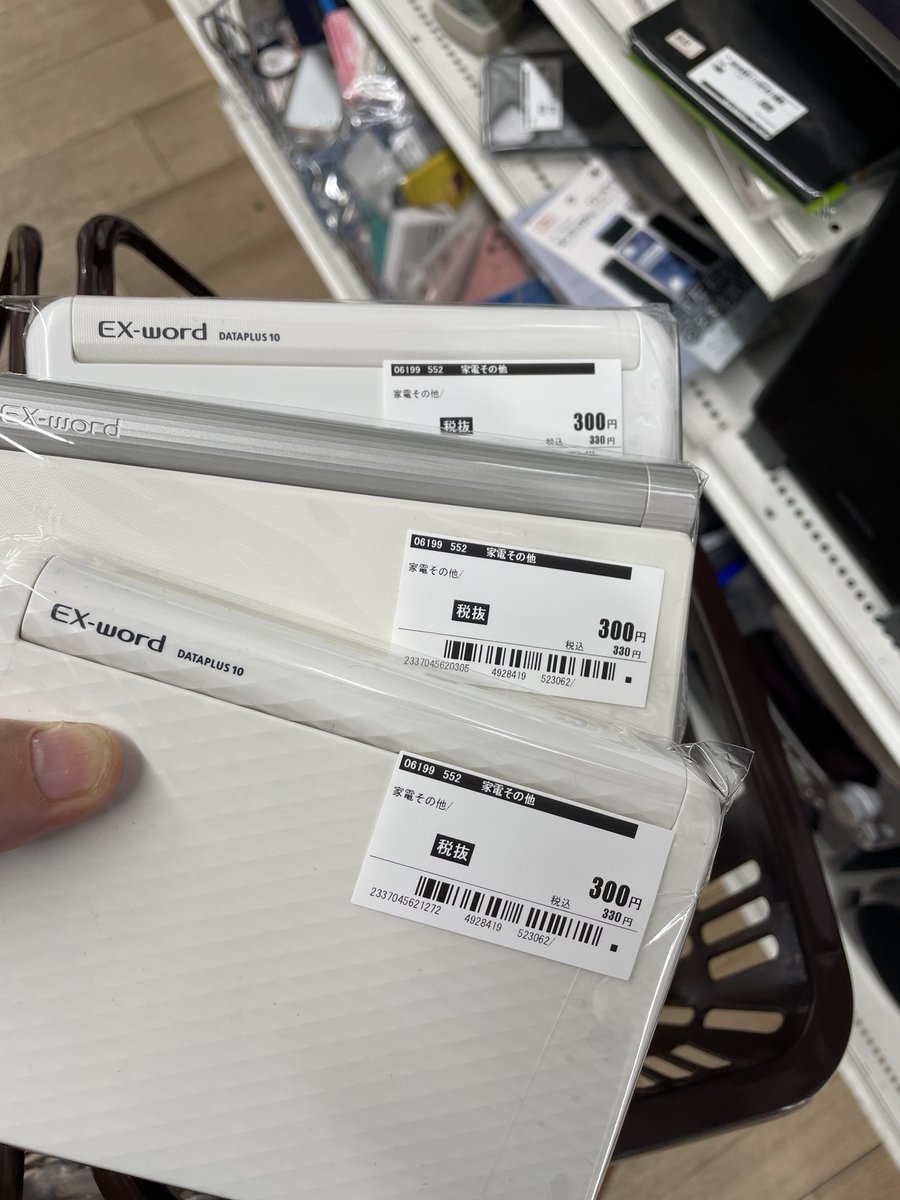 EX-word DATAPLUS 10
06199 552 家電その他
家電その他/
税抜 300円
税込 330円
EX-word
06199 552 家電その他
家電その他/
税抜
300円
税込 330円
2337045620305 4928419 523062/
EX-word DATAPLUS 10
06199 552 家電その他
家電その他/
税抜
300円
税込 330円
2337045621272 4928419 523062/